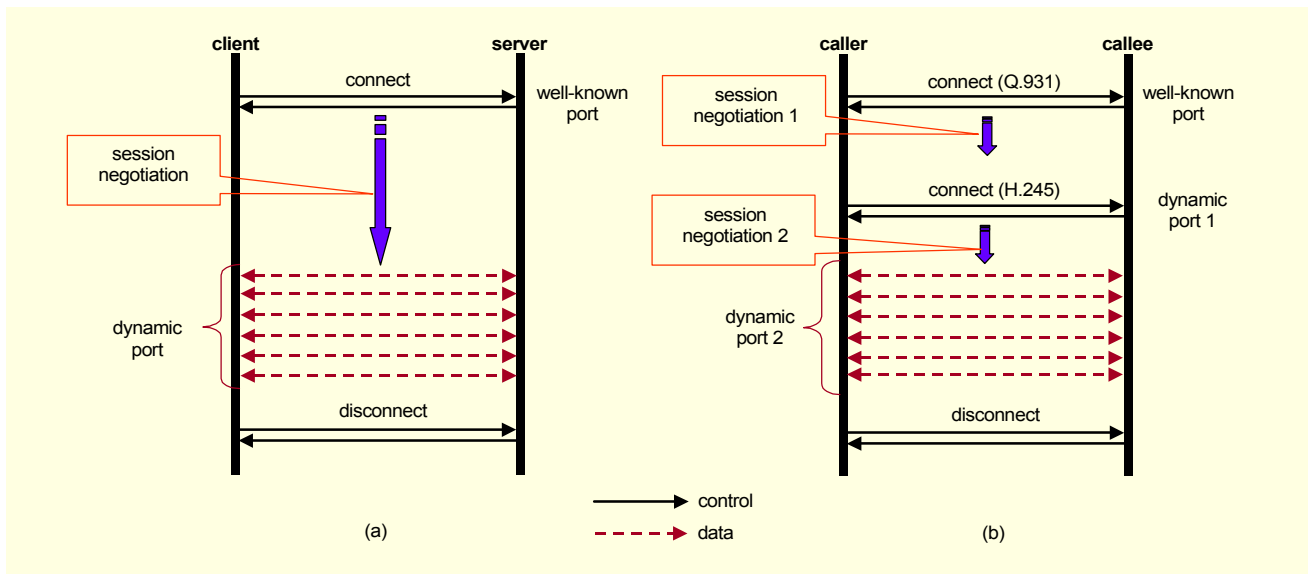 client
server
connect
well-known
port
session
negotiation
dynamic
port
disconnect
(a)
caller
callee
connect (Q.931)
well-known
port
session
negotiation 1
connect (H.245)
dynamic
port 1
session
negotiation 2
dynamic
port 2
disconnect
(b)
control
data